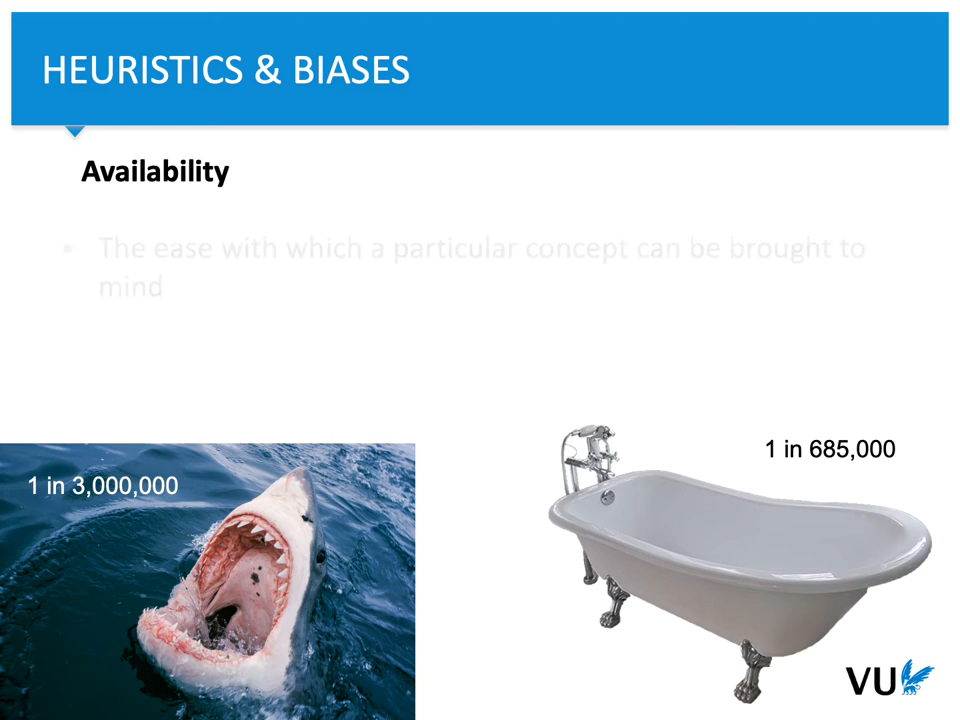 HEURISTICS & BIASES
Availability
• The ease with which a particular concept can be brought to
mind
1 in 3,000,000
1 in 685,000
VU